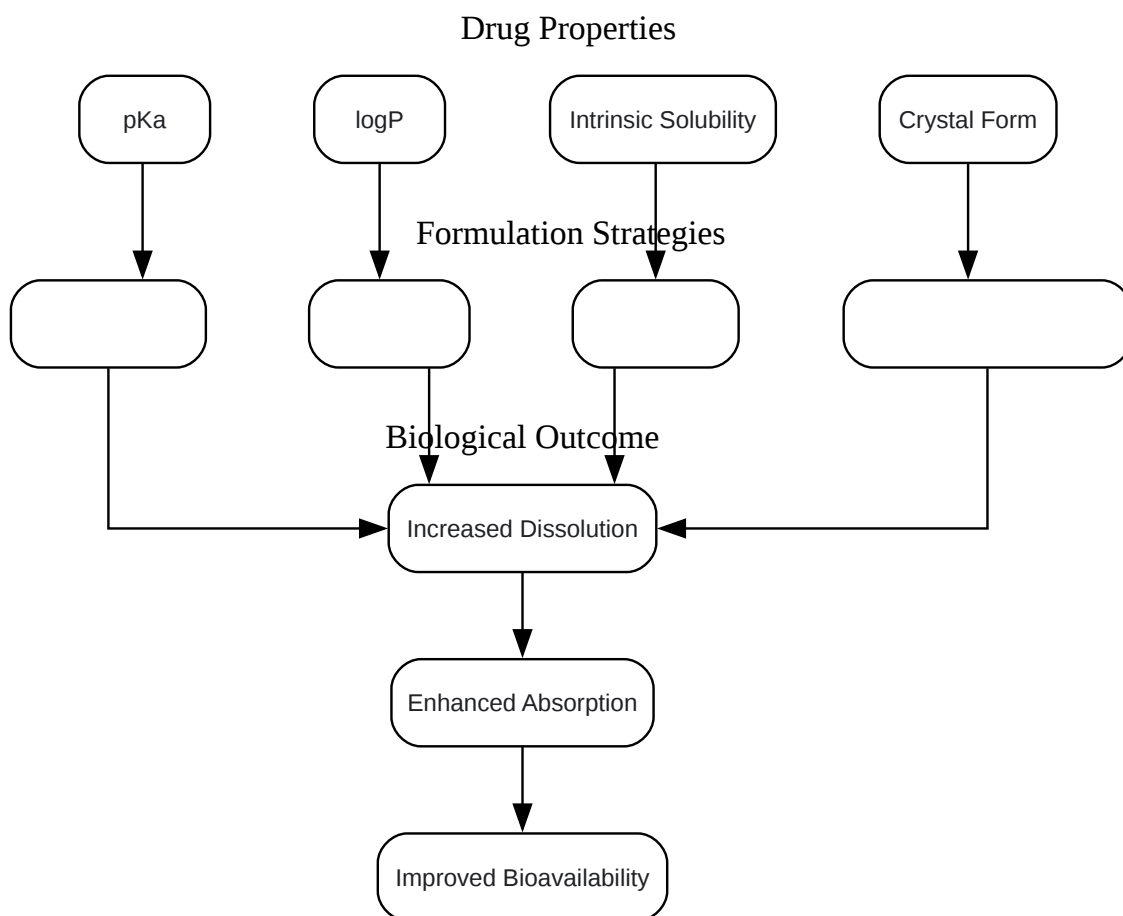 Drug Properties
pKa
logP
Intrinsic Solubility
Crystal Form
Formulation Strategies
Biological Outcome
Increased Dissolution
Enhanced Absorption
Improved Bioavailability